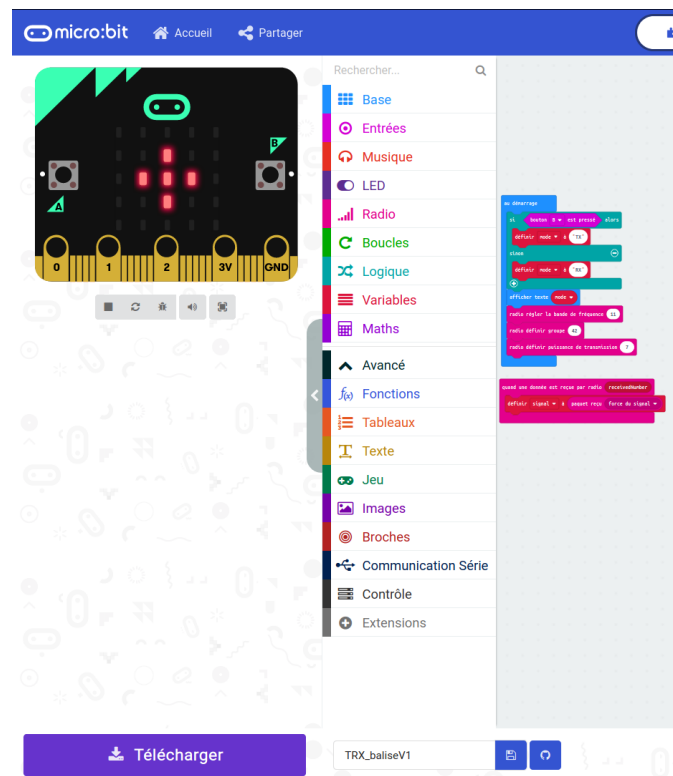 micro:bit
Accueil
Partager
Rechercher...
Base
Entrées
Musique
LED
Radio
Boucles
Logique
Variables
Maths
Avancé
f(x) Fonctions
Tableaux
Texte
Jeu
Images
Broches
Communication Série
Contrôle
Extensions
B
A
0 1 2 3V GND
au démarrage
si bouton B est pressé alors
définir mode à "TX"
sinon
définir mode à "RX"
afficher texte mode
radio régler la bande de fréquence 11
radio définir groupe 42
radio définir puissance de transmission 7
quand une donnée est reçue par radio receivedNumber
définir signal à paquet reçu force du signal
Télécharger
TRX_baliseV1